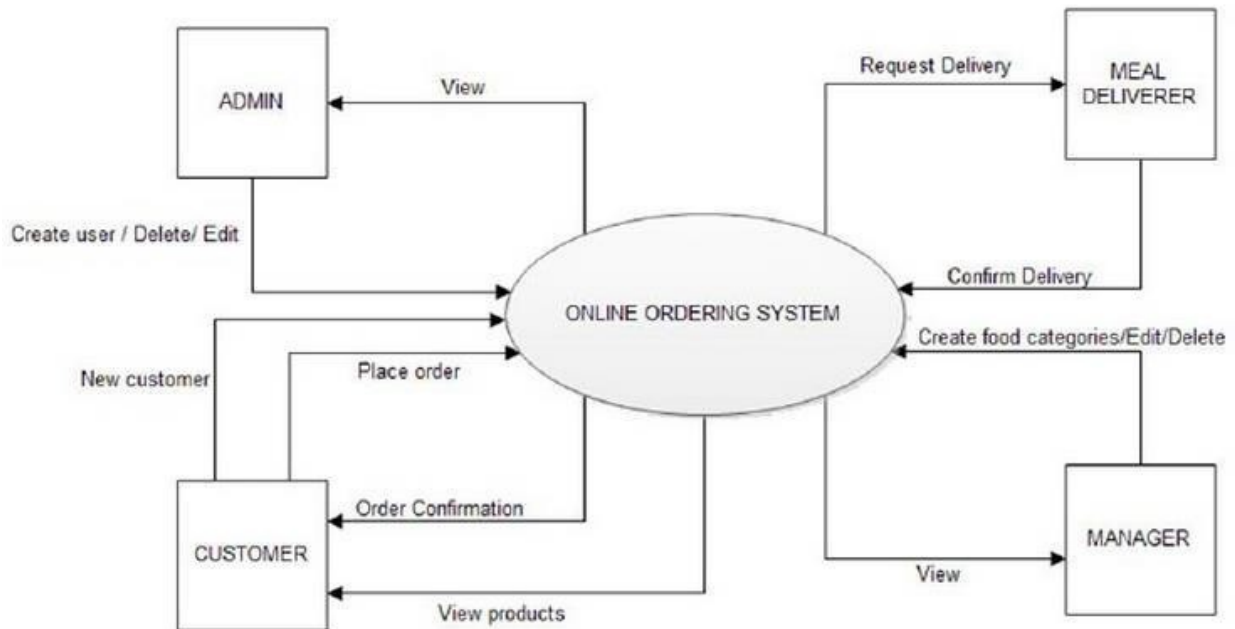 Request Delivery
MEAL
DELIVERER
View
ADMIN
Create user / Delete/ Edit
Confirm Delivery
ONLINE ORDERING SYSTEM
Create food categories/Edit/Delete
New customer
Place order
Order Confirmation
CUSTOMER
MANAGER
View
View products